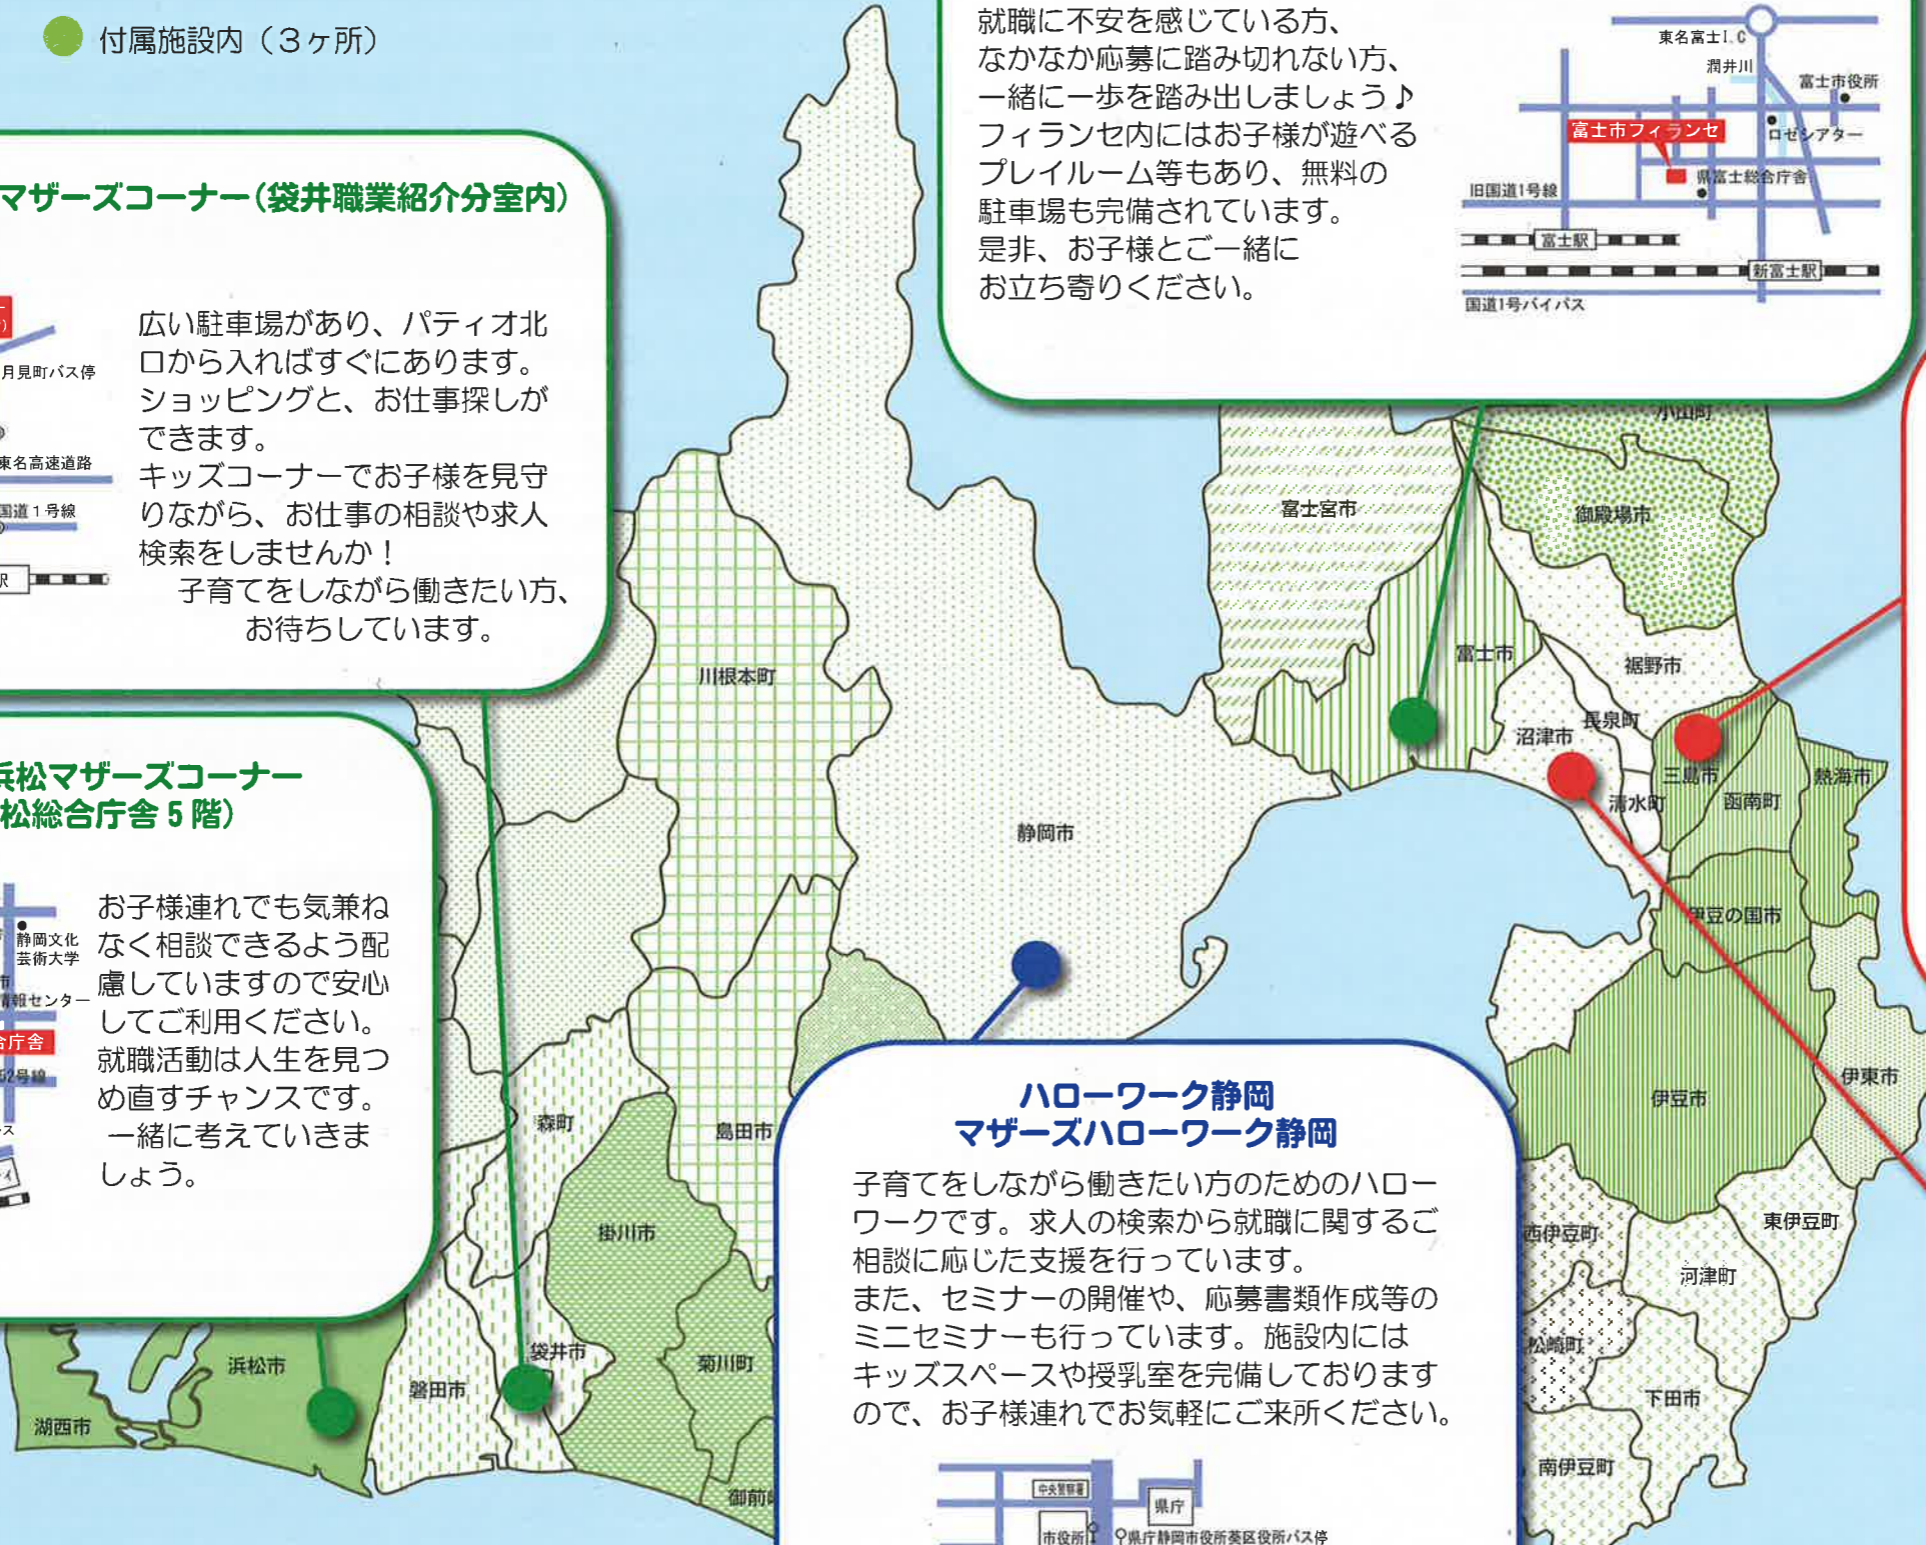 付属施設内（３ヶ所）
就職に不安を感じている方、
なかなか応募に踏み切れない方、
一緒に一歩を踏み出しましょう♪
フィランセ内にはお子様が遊べる
プレイルーム等もあり、無料の
駐車場も完備されています。
是非、お子様とご一緒に
お立ち寄りください。
東名富士I.C
潤井川
富士市役所
富士市フィランセ
ロゼシアター
県富士総合庁舎
旧国道1号線
富士駅
新富士駅
国道1号バイパス
マザーズコーナー（袋井職業紹介分室内）
広い駐車場があり、パティオ北
口から入ればすぐにあります。
ショッピングと、お仕事探しが
できます。
キッズコーナーでお子様を見守
りながら、お仕事の相談や求人
検索をしませんか！
子育てをしながら働きたい方、
お待ちしています。
月見町バス停
東名高速道路
国道１号線
駅
浜松マザーズコーナー
松総合庁舎５階）
お子様連れでも気兼ね
なく相談できるよう配
慮していますので安心
してご利用ください。
就職活動は人生を見つ
め直すチャンスです。
一緒に考えていきま
しょう。
静岡文化
芸術大学
市
情報センター
合庁舎
52号線
ス
イ
小山町
富士宮市
御殿場市
富士市
裾野市
長泉町
沼津市
三島市
熱海市
清水町
函南町
伊豆の国市
川根本町
静岡市
伊東市
伊豆市
森町
島田市
掛川市
西伊豆町
東伊豆町
河津町
袋井市
菊川町
松崎町
浜松市
磐田市
下田市
湖西市
南伊豆町
御前崎
ハローワーク静岡
マザーズハローワーク静岡
子育てをしながら働きたい方のためのハロー
ワークです。求人の検索から就職に関するご
相談に応じた支援を行っています。
また、セミナーの開催や、応募書類作成等の
ミニセミナーも行っています。施設内には
キッズスペースや授乳室を完備しております
ので、お子様連れでお気軽にご来所ください。
中央警察署
県庁
市役所
県庁静岡市役所葵区役所バス停